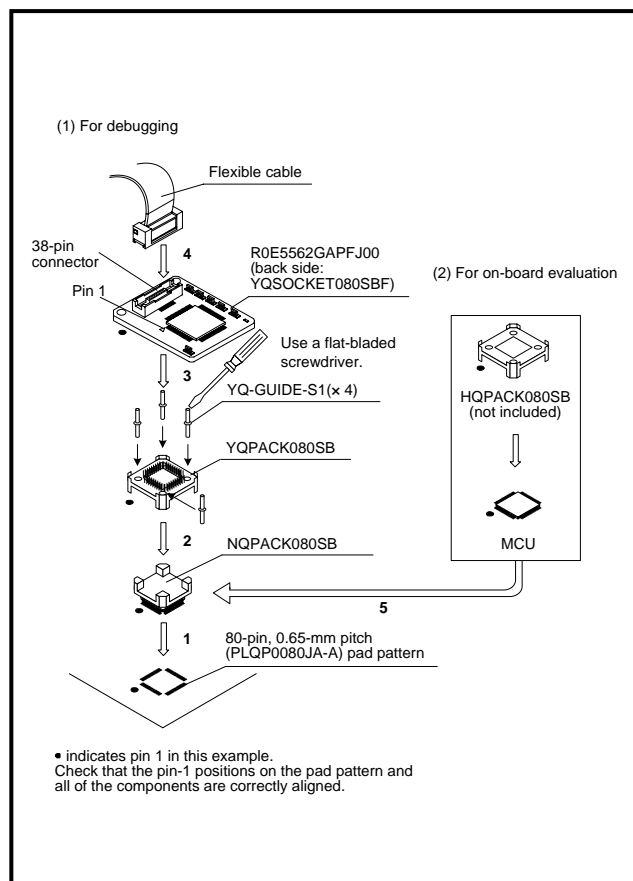 (1) For debugging
Flexible cable
4
38-pin
connector
R0E5562GAPFJ00
(back side:
YQSOCKET080SBF)
Pin 1
(2) For on-board evaluation
Use a flat-bladed
screwdriver.
3
YQ-GUIDE-S1(× 4)
HQPACK080SB
(not included)
YQPACK080SB
2
NQPACK080SB
MCU
5
1
80-pin, 0.65-mm pitch
(PLQP0080JA-A) pad pattern
• indicates pin 1 in this example.
Check that the pin-1 positions on the pad pattern and
all of the components are correctly aligned.